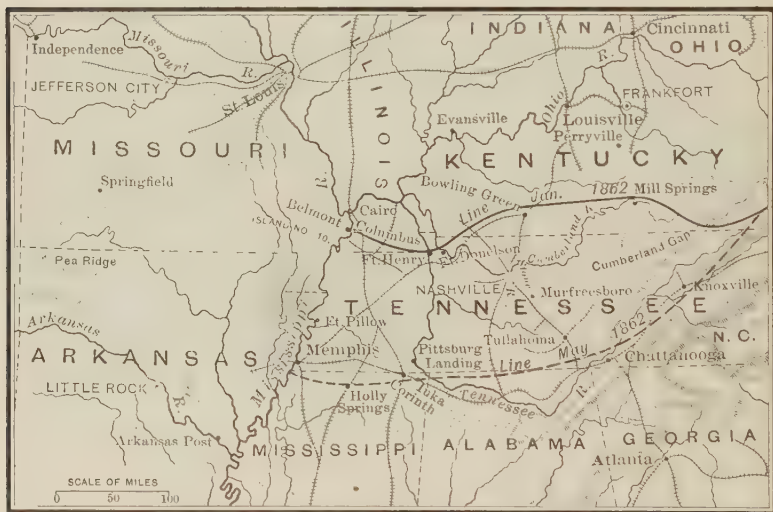 INDIANA
Cincinnati
OHIO
Independence
Missouri
R.
ILLINOIS
R.
JEFFERSON CITY
St. Louis
Ohio
FRANKFORT
Evansville
Louisville
Perryville
MISSOURI
KENTUCKY
Springfield
R.
Bowling Green
Line
Jan.
1862
Mill Springs
Belmont
Cairo
Columbus
ISLAND NO. 10.
Cumberland R.
Cumberland Gap
Pea Ridge
Ft. Henry
Ft. Donelson
NASHVILLE
Murfreesboro
Knoxville
TENNESSEE
Arkansas
R.
Ft. Pillow
Tullahoma
1862
N.C.
ARKANSAS
Mississippi
Memphis
Pittsburg
Landing
Line
May
Chattanooga
LITTLE ROCK
Holly
Springs
Iuka
Corinth
Tennessee
R.
Arkansas Post
MISSISSIPPI
ALABAMA
GEORGIA
Atlanta
SCALE OF MILES
0 50 100